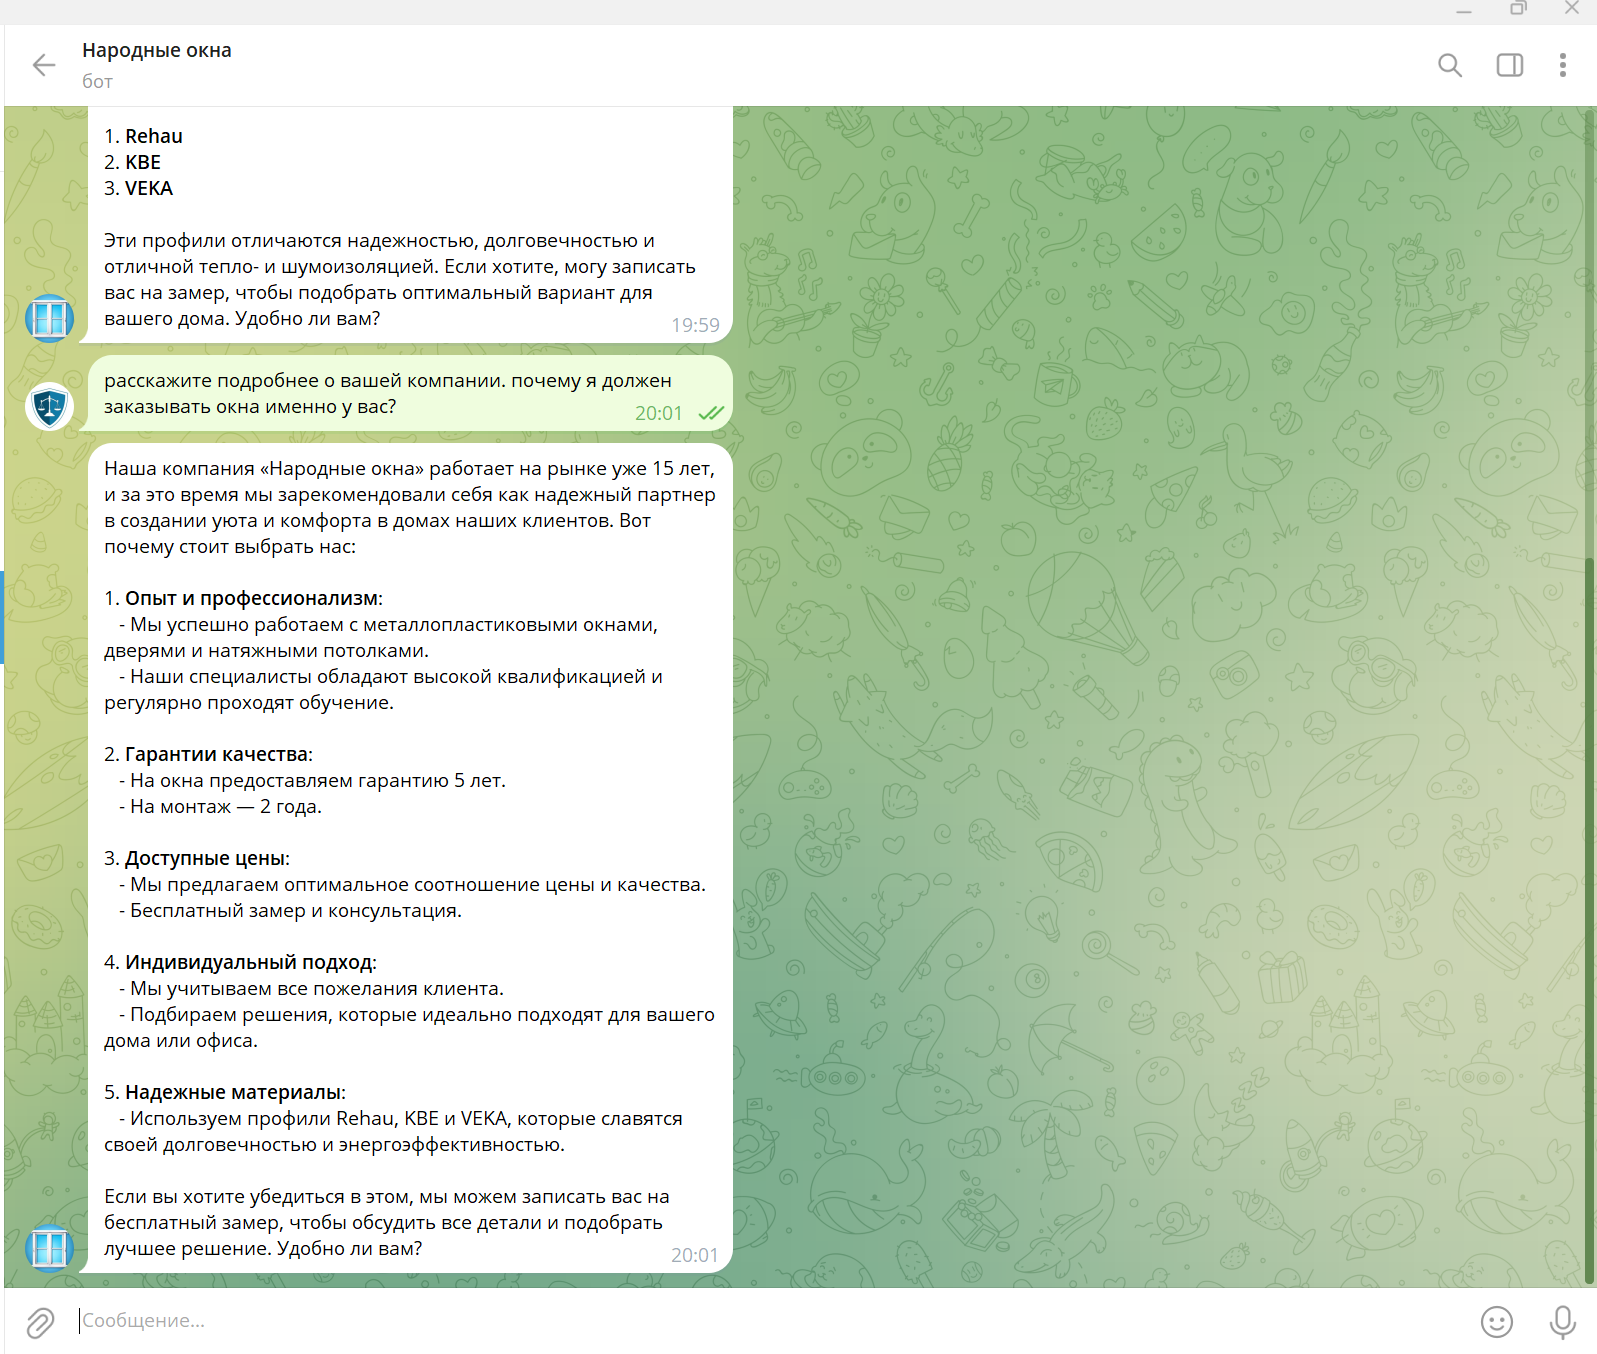 Народные окна
бот
1. Rehau
2. KBE
3. VEKA
Эти профили отличаются надежностью, долговечностью и
отличной тепло- и шумоизоляцией. Если хотите, могу записать
вас на замер, чтобы подобрать оптимальный вариант для
вашего дома. Удобно ли вам?
19:59
расскажите подробнее о вашей компании. почему я должен
заказывать окна именно у вас?
20:01
Наша компания «Народные окна» работает на рынке уже 15 лет,
и за это время мы зарекомендовали себя как надежный партнер
в создании уюта и комфорта в домах наших клиентов. Вот
почему стоит выбрать нас:
1. Опыт и профессионализм:
- Мы успешно работаем с металлопластиковыми окнами,
дверями и натяжными потолками.
- Наши специалисты обладают высокой квалификацией и
регулярно проходят обучение.
2. Гарантии качества:
- На окна предоставляем гарантию 5 лет.
- На монтаж — 2 года.
3. Доступные цены:
- Мы предлагаем оптимальное соотношение цены и качества.
- Бесплатный замер и консультация.
4. Индивидуальный подход:
- Мы учитываем все пожелания клиента.
- Подбираем решения, которые идеально подходят для вашего
дома или офиса.
5. Надежные материалы:
- Используем профили Rehau, KBE и VEKA, которые славятся
своей долговечностью и энергоэффективностью.
Если вы хотите убедиться в этом, мы можем записать вас на
бесплатный замер, чтобы обсудить все детали и подобрать
лучшее решение. Удобно ли вам?
20:01
Сообщение...